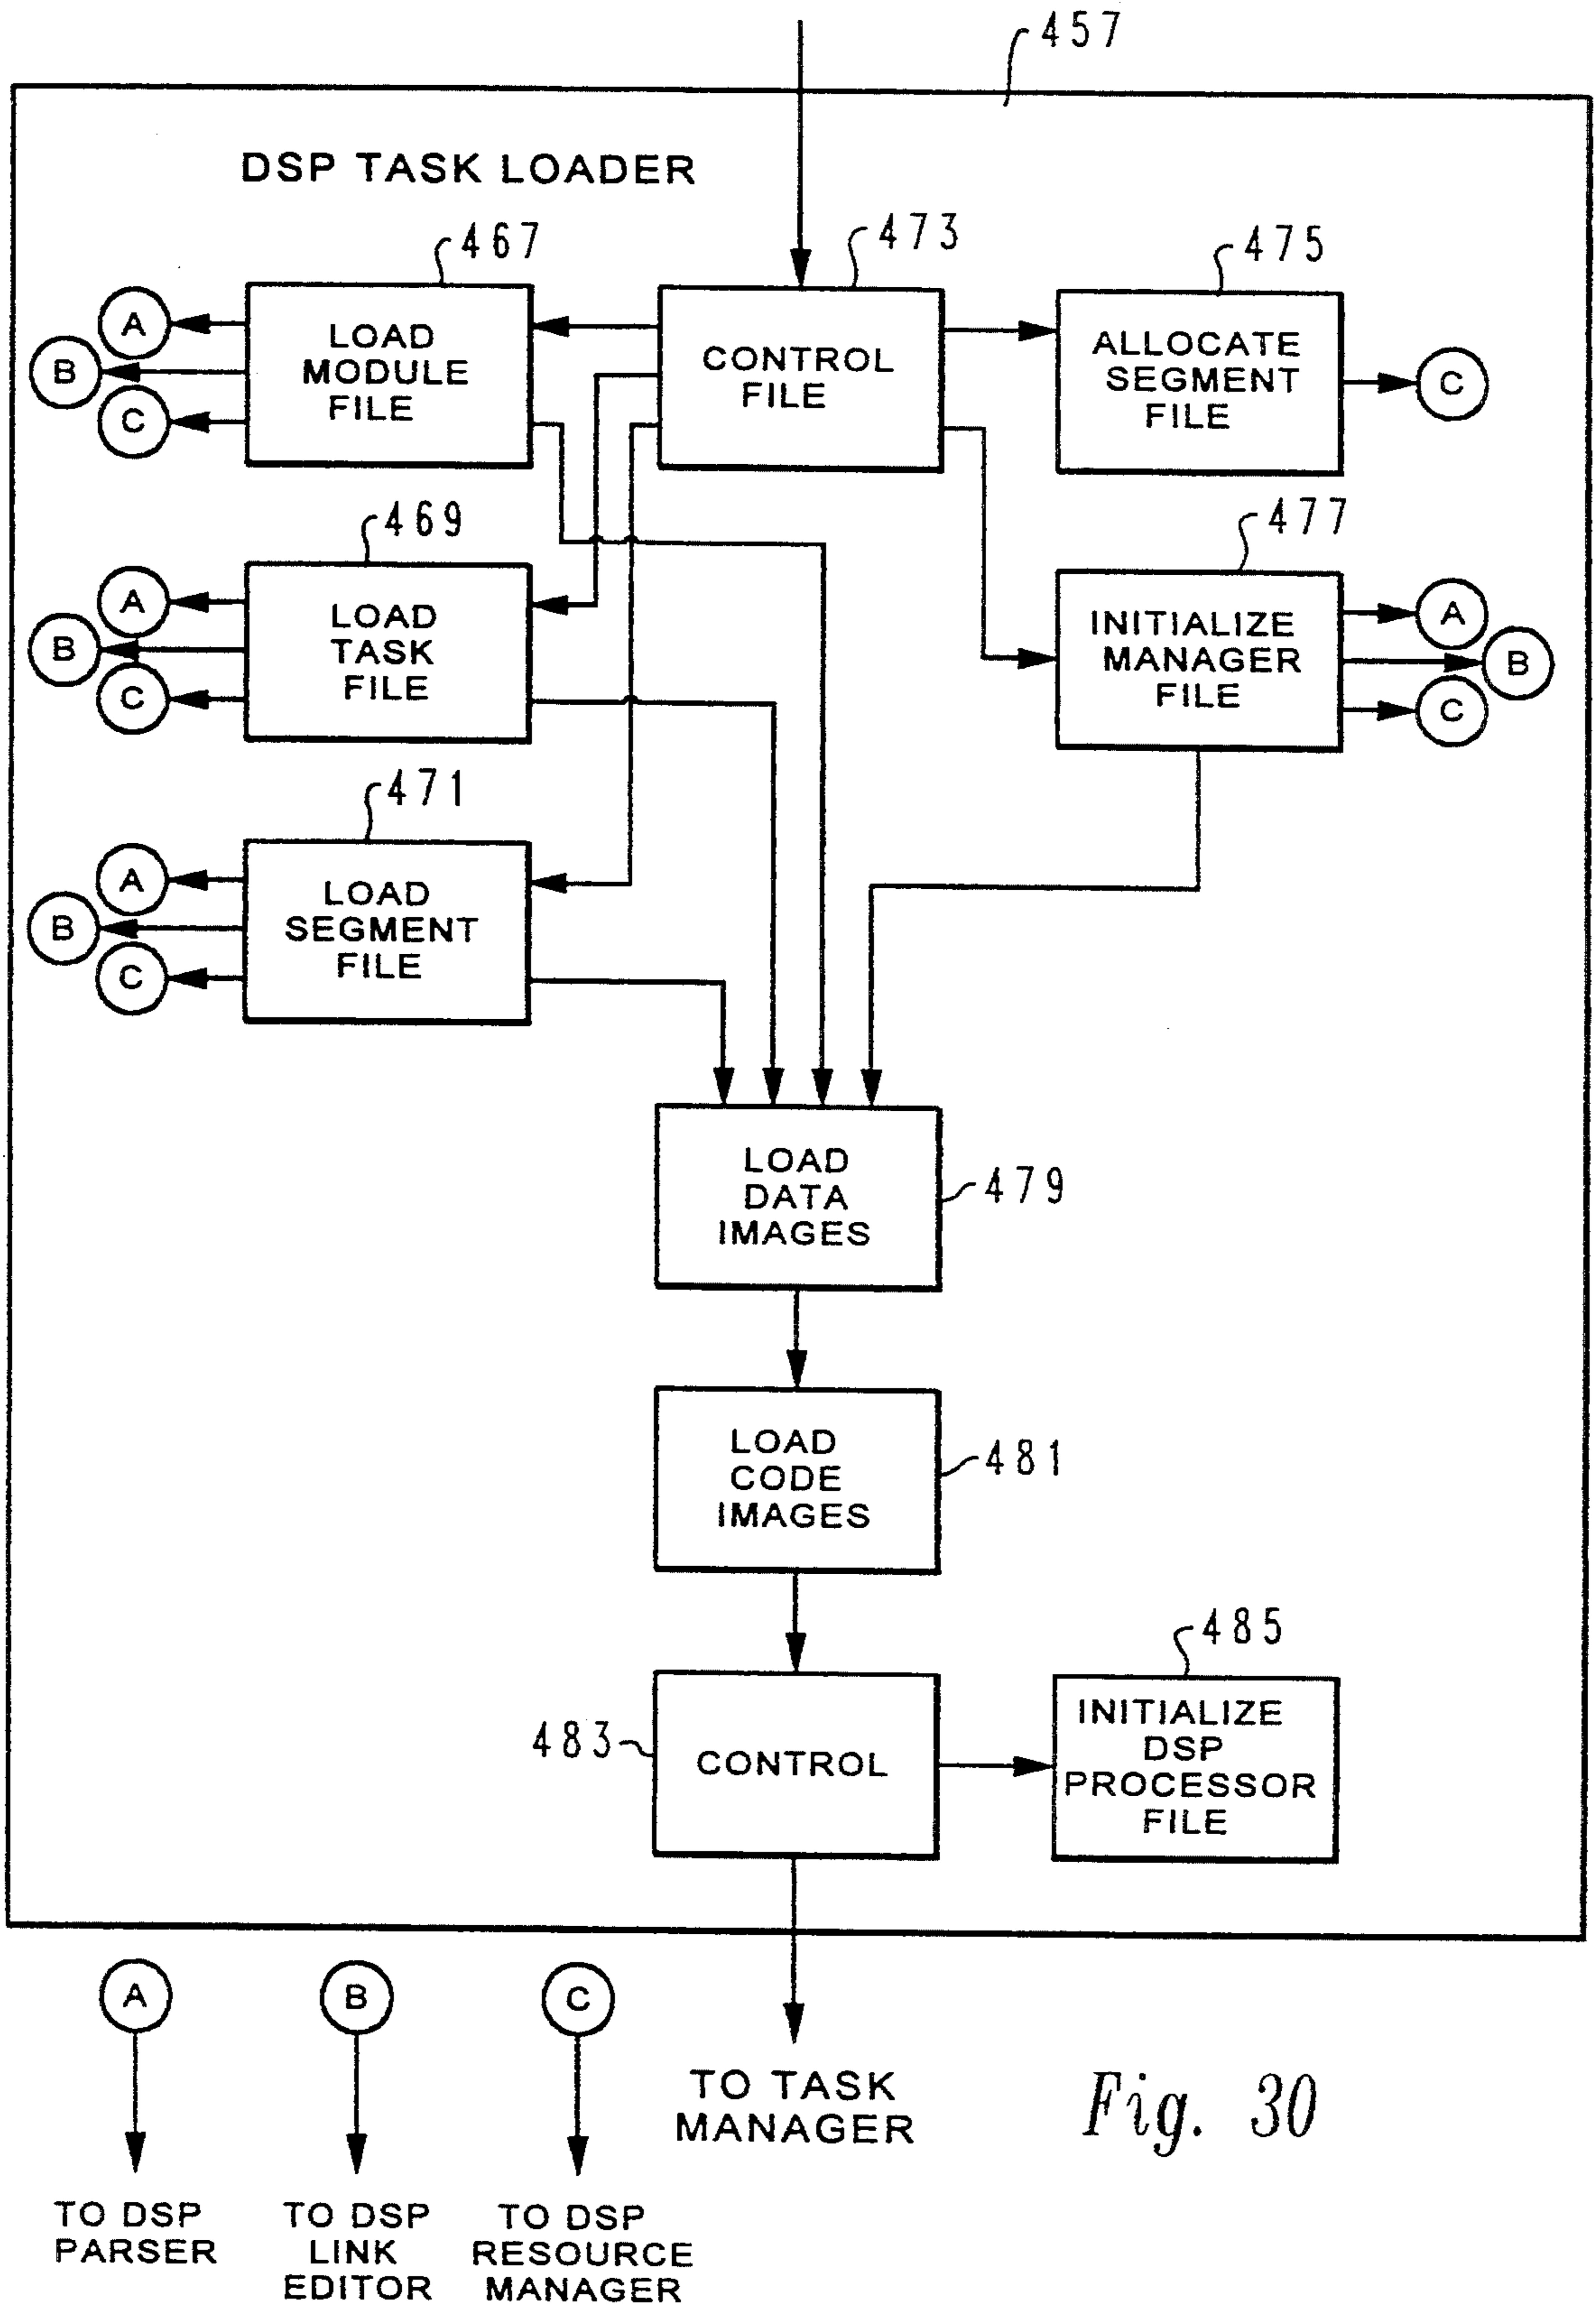 457
DSP TASK LOADER
467
473
475
A
B
C
LOAD
MODULE
FILE
CONTROL
FILE
ALLOCATE
SEGMENT
FILE
C
469
477
A
B
C
LOAD
TASK
FILE
INITIALIZE
MANAGER
FILE
A
B
C
471
A
B
C
LOAD
SEGMENT
FILE
LOAD
DATA
IMAGES
479
LOAD
CODE
IMAGES
481
483
CONTROL
485
INITIALIZE
DSP
PROCESSOR
FILE
A
B
C
TO TASK
MANAGER
Fig. 30
TO DSP
PARSER
TO DSP
LINK
EDITOR
TO DSP
RESOURCE
MANAGER